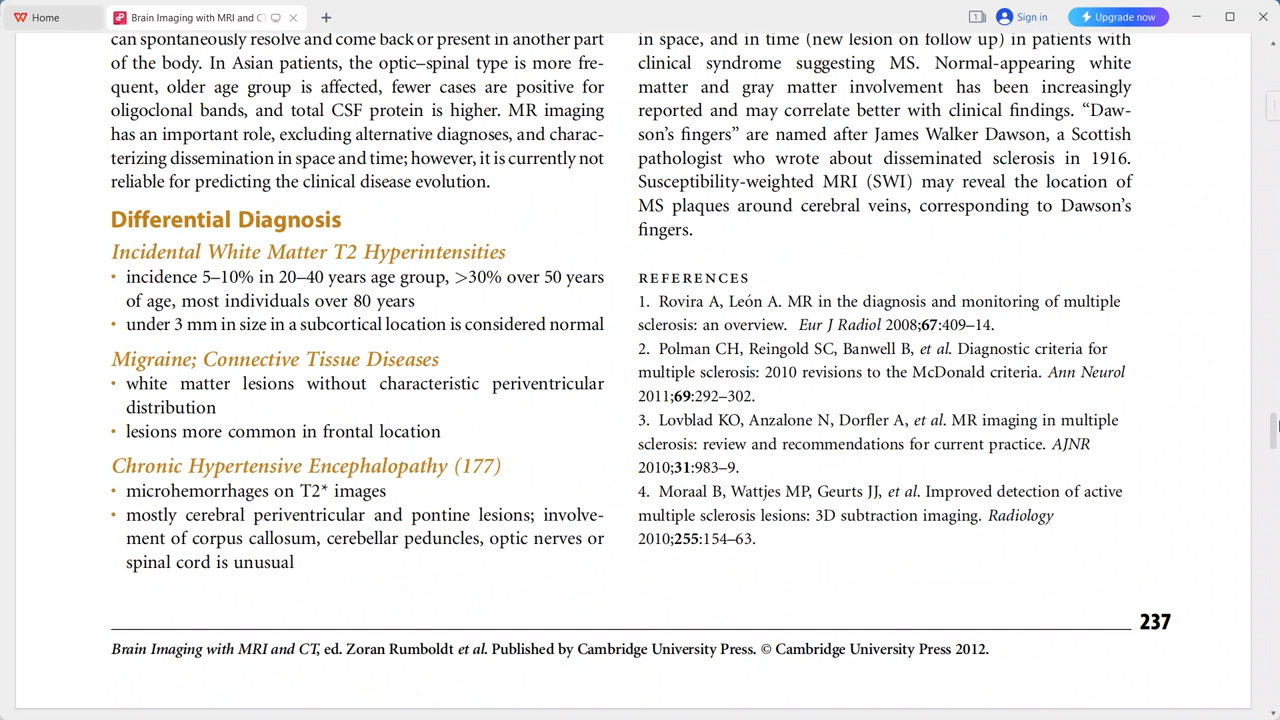 Home
Brain Imaging with MRI and C
Sign in
Upgrade now
can spontaneously resolve and come back or present in another part
of the body. In Asian patients, the optic–spinal type is more fre-
quent, older age group is affected, fewer cases are positive for
oligoclonal bands, and total CSF protein is higher. MR imaging
has an important role, excluding alternative diagnoses, and charac-
terizing dissemination in space and time; however, it is currently not
reliable for predicting the clinical disease evolution.
Differential Diagnosis
Incidental White Matter T2 Hyperintensities
• incidence 5–10% in 20–40 years age group, >30% over 50 years
of age, most individuals over 80 years
• under 3 mm in size in a subcortical location is considered normal
Migraine; Connective Tissue Diseases
• white matter lesions without characteristic periventricular
distribution
• lesions more common in frontal location
Chronic Hypertensive Encephalopathy (177)
• microhemorrhages on T2* images
• mostly cerebral periventricular and pontine lesions; involve-
ment of corpus callosum, cerebellar peduncles, optic nerves or
spinal cord is unusual
in space, and in time (new lesion on follow up) in patients with
clinical syndrome suggesting MS. Normal-appearing white
matter and gray matter involvement has been increasingly
reported and may correlate better with clinical findings. “Daw-
son’s fingers” are named after James Walker Dawson, a Scottish
pathologist who wrote about disseminated sclerosis in 1916.
Susceptibility-weighted MRI (SWI) may reveal the location of
MS plaques around cerebral veins, corresponding to Dawson’s
fingers.
REFERENCES
1. Rovira A, León A. MR in the diagnosis and monitoring of multiple
sclerosis: an overview. Eur J Radiol 2008;67:409–14.
2. Polman CH, Reingold SC, Banwell B, et al. Diagnostic criteria for
multiple sclerosis: 2010 revisions to the McDonald criteria. Ann Neurol
2011;69:292–302.
3. Lovblad KO, Anzalone N, Dorfler A, et al. MR imaging in multiple
sclerosis: review and recommendations for current practice. AJNR
2010;31:983–9.
4. Moraal B, Wattjes MP, Geurts JJ, et al. Improved detection of active
multiple sclerosis lesions: 3D subtraction imaging. Radiology
2010;255:154–63.
237
Brain Imaging with MRI and CT, ed. Zoran Rumboldt et al. Published by Cambridge University Press. © Cambridge University Press 2012.